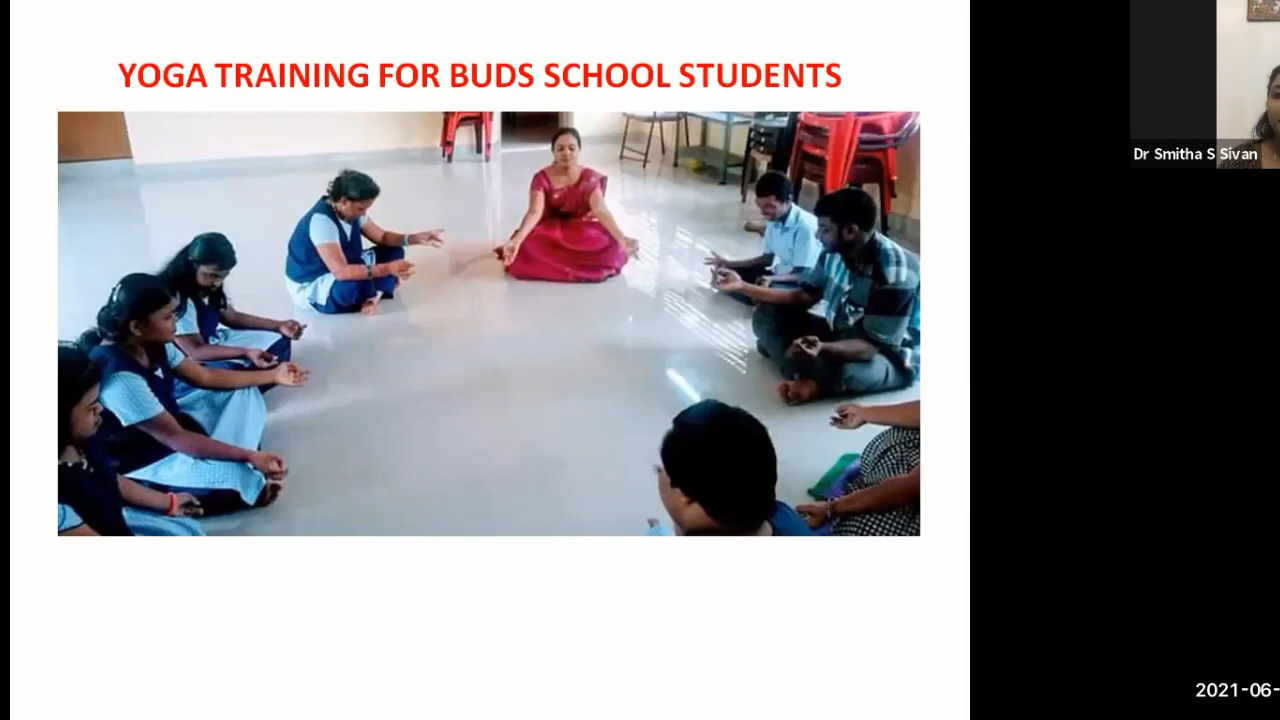 YOGA TRAINING FOR BUDS SCHOOL STUDENTS
Dr Smitha S Sivan
2021-06-